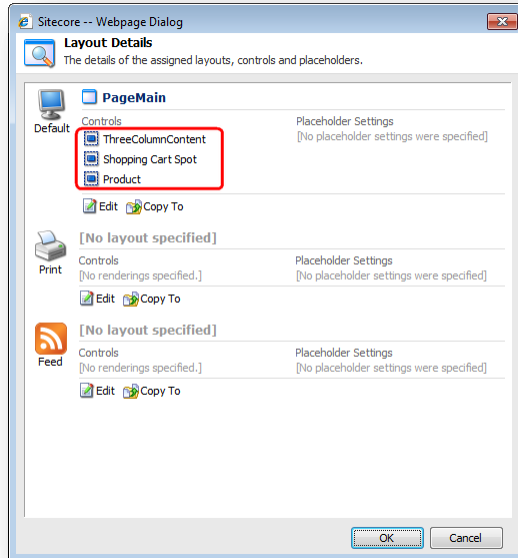 Sitecore -- Webpage Dialog
Layout Details
The details of the assigned layouts, controls and placeholders.
Default
PageMain
Controls
Placeholder Settings
ThreeColumnContent
[No placeholder settings were specified]
Shopping Cart Spot
Product
Edit Copy To
Print
[No layout specified]
Controls
Placeholder Settings
[No renderings specified.]
[No placeholder settings were specified]
Edit Copy To
Feed
[No layout specified]
Controls
Placeholder Settings
[No renderings specified.]
[No placeholder settings were specified]
Edit Copy To
OK Cancel